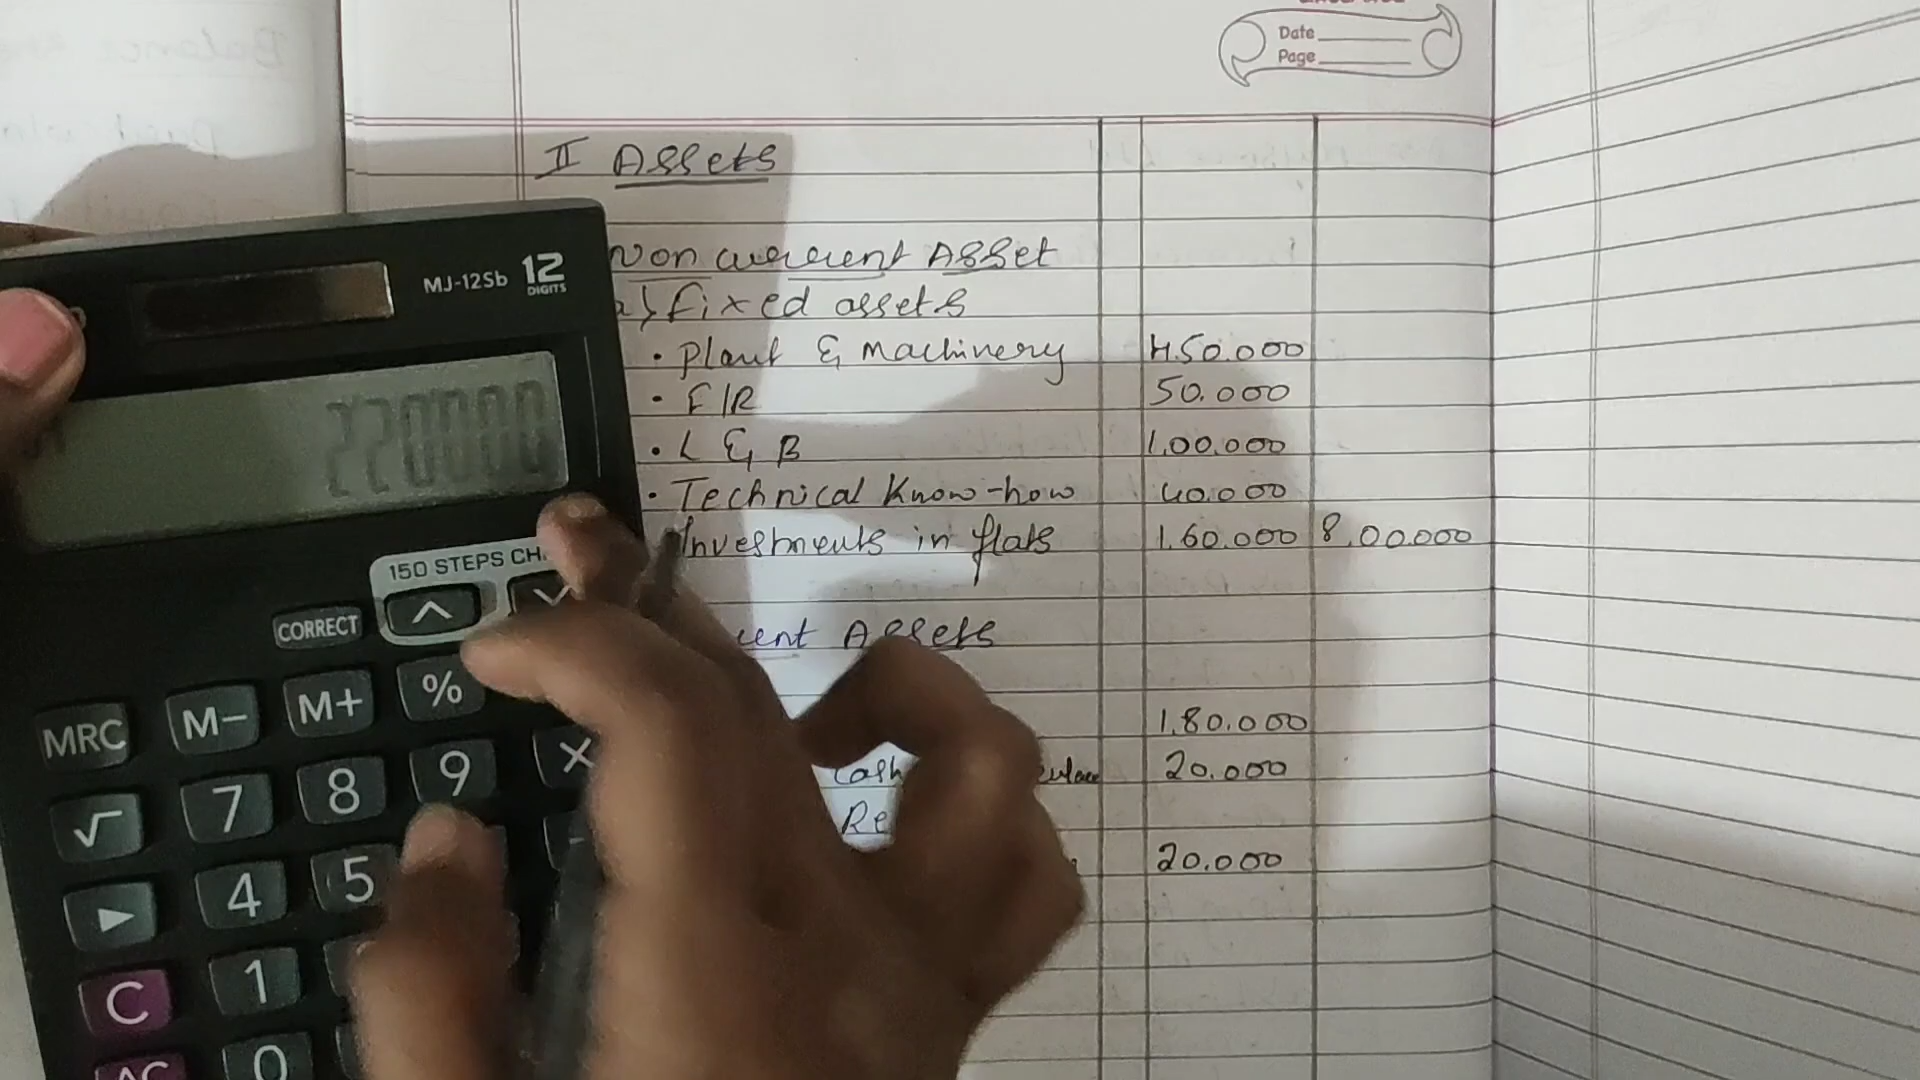 Date
Page
II Assets
Non current Asset
a) fixed assets
• Plant & Machinery 4.50.000
• F/R 50.000
• L & B 1,00.000
• Technical Know-how 40.000
Investments in flats 1.60.000 8,00.000
Assets
1.80.000
cash 20.000
20.000
MJ-12Sb 12
DIGITS
220000
150 STEPS
CORRECT
MRC M− M+ %
√ 7 8 9 ×
▶ 4 5
C 1
AC 0